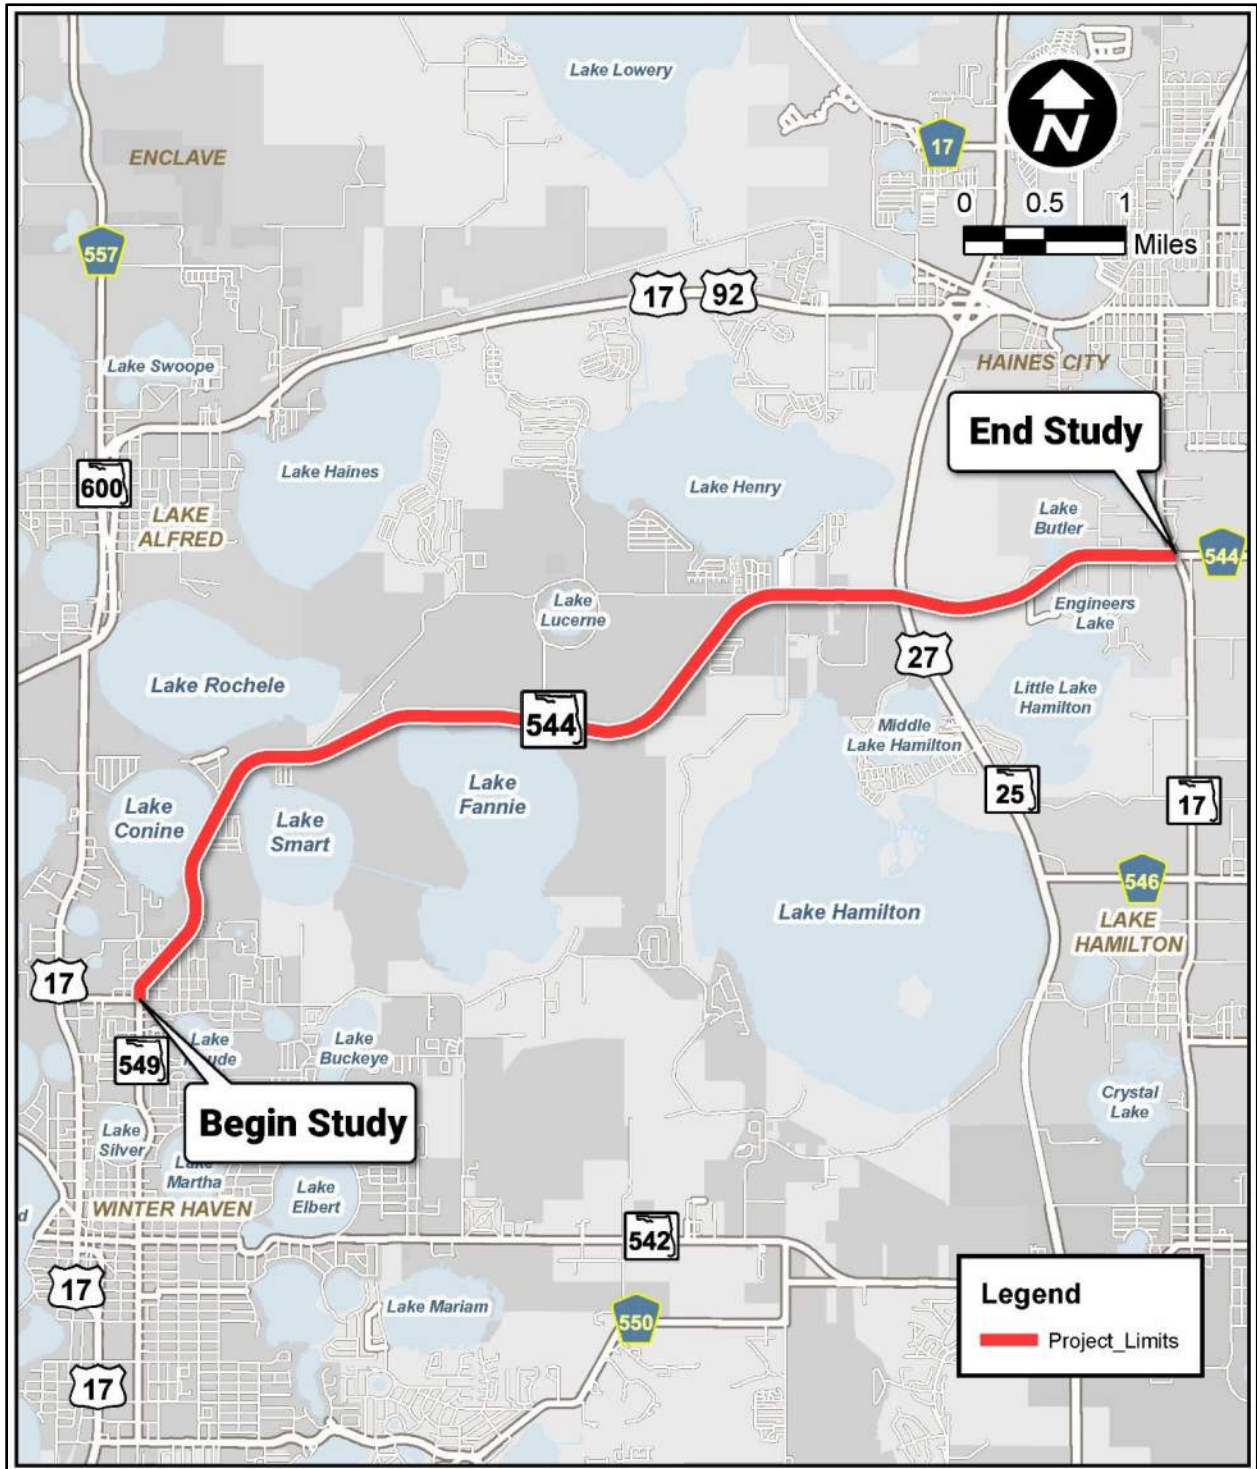 Lake Lowery
ENCLAVE
17
N
0 0.5 1
Miles
557
17 92
Lake Swoope
HAINES CITY
End Study
600
Lake Haines
Lake Henry
LAKE
ALFRED
Lake
Butler
544
Lake
Lucerne
Engineers
Lake
27
Lake Rochele
Little Lake
Hamilton
544
Middle
Lake Hamilton
Lake
Fannie
25
17
Lake
Conine
Lake
Smart
546
Lake Hamilton
LAKE
HAMILTON
17
549
Lake
Lake
Buckeye
Begin Study
Crystal
Lake
Lake
Silver
Martha
Lake
Elbert
WINTER HAVEN
542
17
Lake Mariam
550
Legend
Project_Limits
17